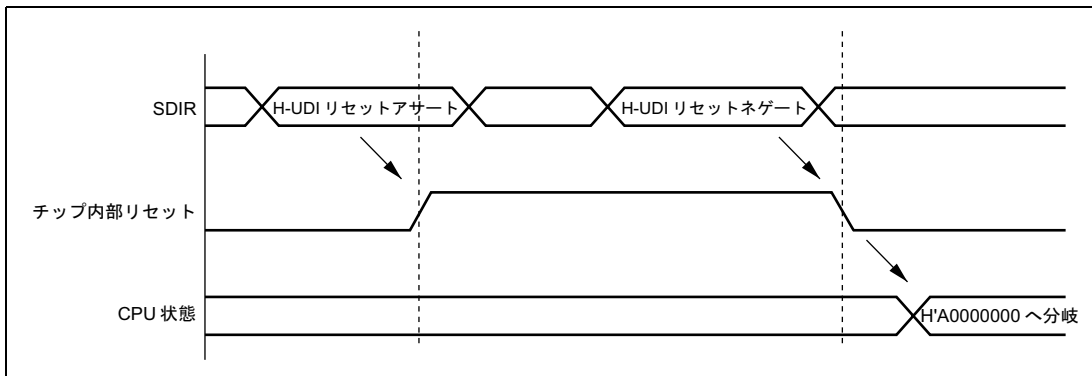 SDIR
H-UDI リセットアサート
H-UDI リセットネゲート
チップ内部リセット
CPU 状態
H'A0000000 へ分岐